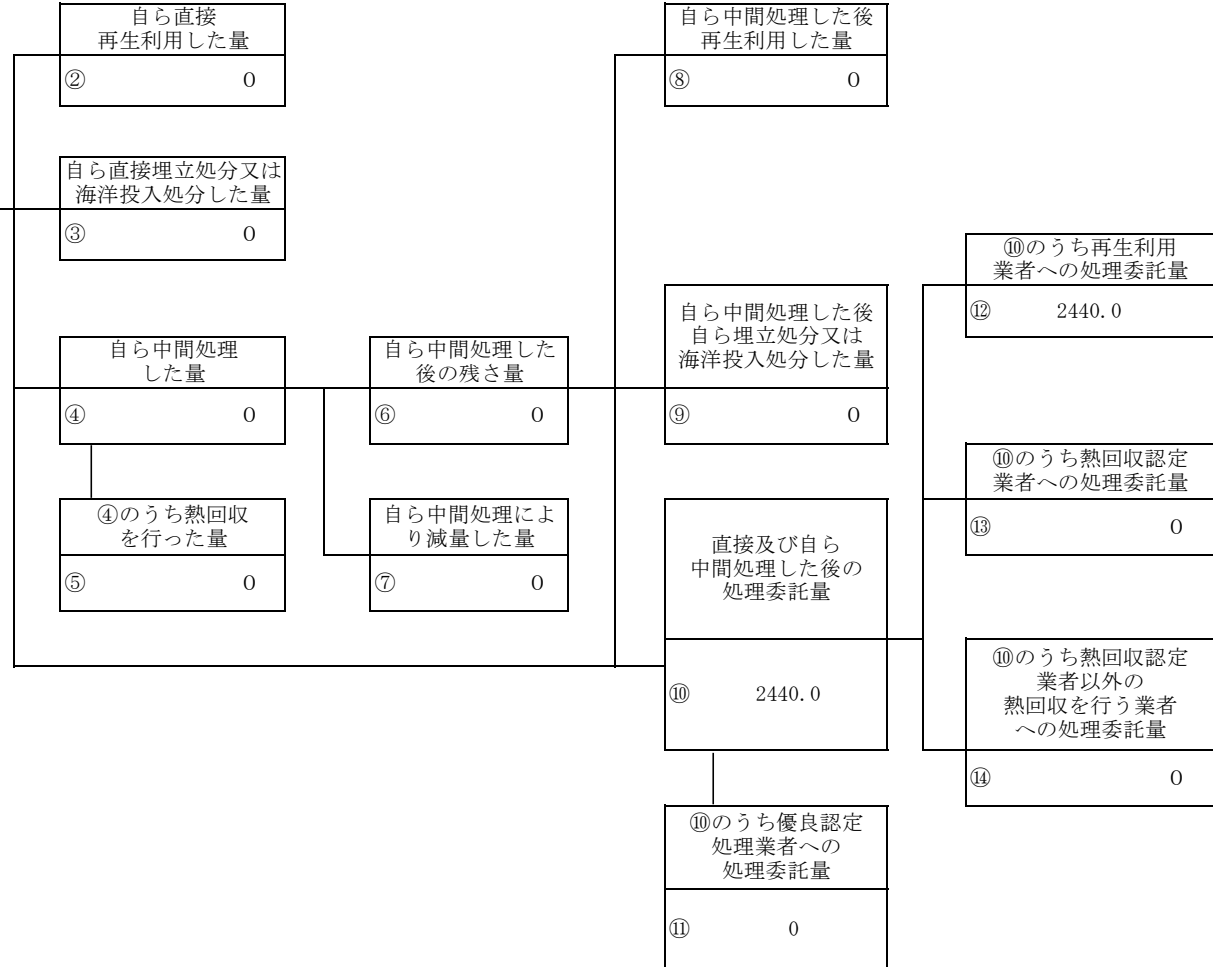 自ら直接
再生利用した量
② 0
自ら直接埋立処分又は
海洋投入処分した量
③ 0
自ら中間処理
した量
④ 0
④のうち熱回収
を行った量
⑤ 0
自ら中間処理した
後の残さ量
⑥ 0
自ら中間処理によ
り減量した量
⑦ 0
自ら中間処理した後
再生利用した量
⑧ 0
自ら中間処理した後
自ら埋立処分又は
海洋投入処分した量
⑨ 0
直接及び自ら
中間処理した後の
処理委託量
⑩ 2440.0
⑩のうち優良認定
処理業者への
処理委託量
⑪ 0
⑩のうち再生利用
業者への処理委託量
⑫ 2440.0
⑩のうち熱回収認定
業者への処理委託量
⑬ 0
⑩のうち熱回収認定
業者以外の
熱回収を行う業者
への処理委託量
⑭ 0